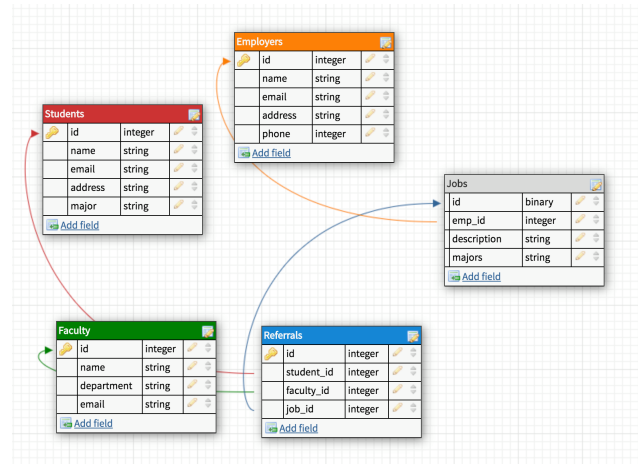 Employers
id integer
name string
email string
address string
phone integer
Add field
Students
id integer
name string
email string
address string
major string
Add field
Jobs
id binary
emp_id integer
description string
majors string
Add field
Faculty
id integer
name string
department string
email string
Add field
Referrals
id integer
student_id integer
faculty_id integer
job_id integer
Add field